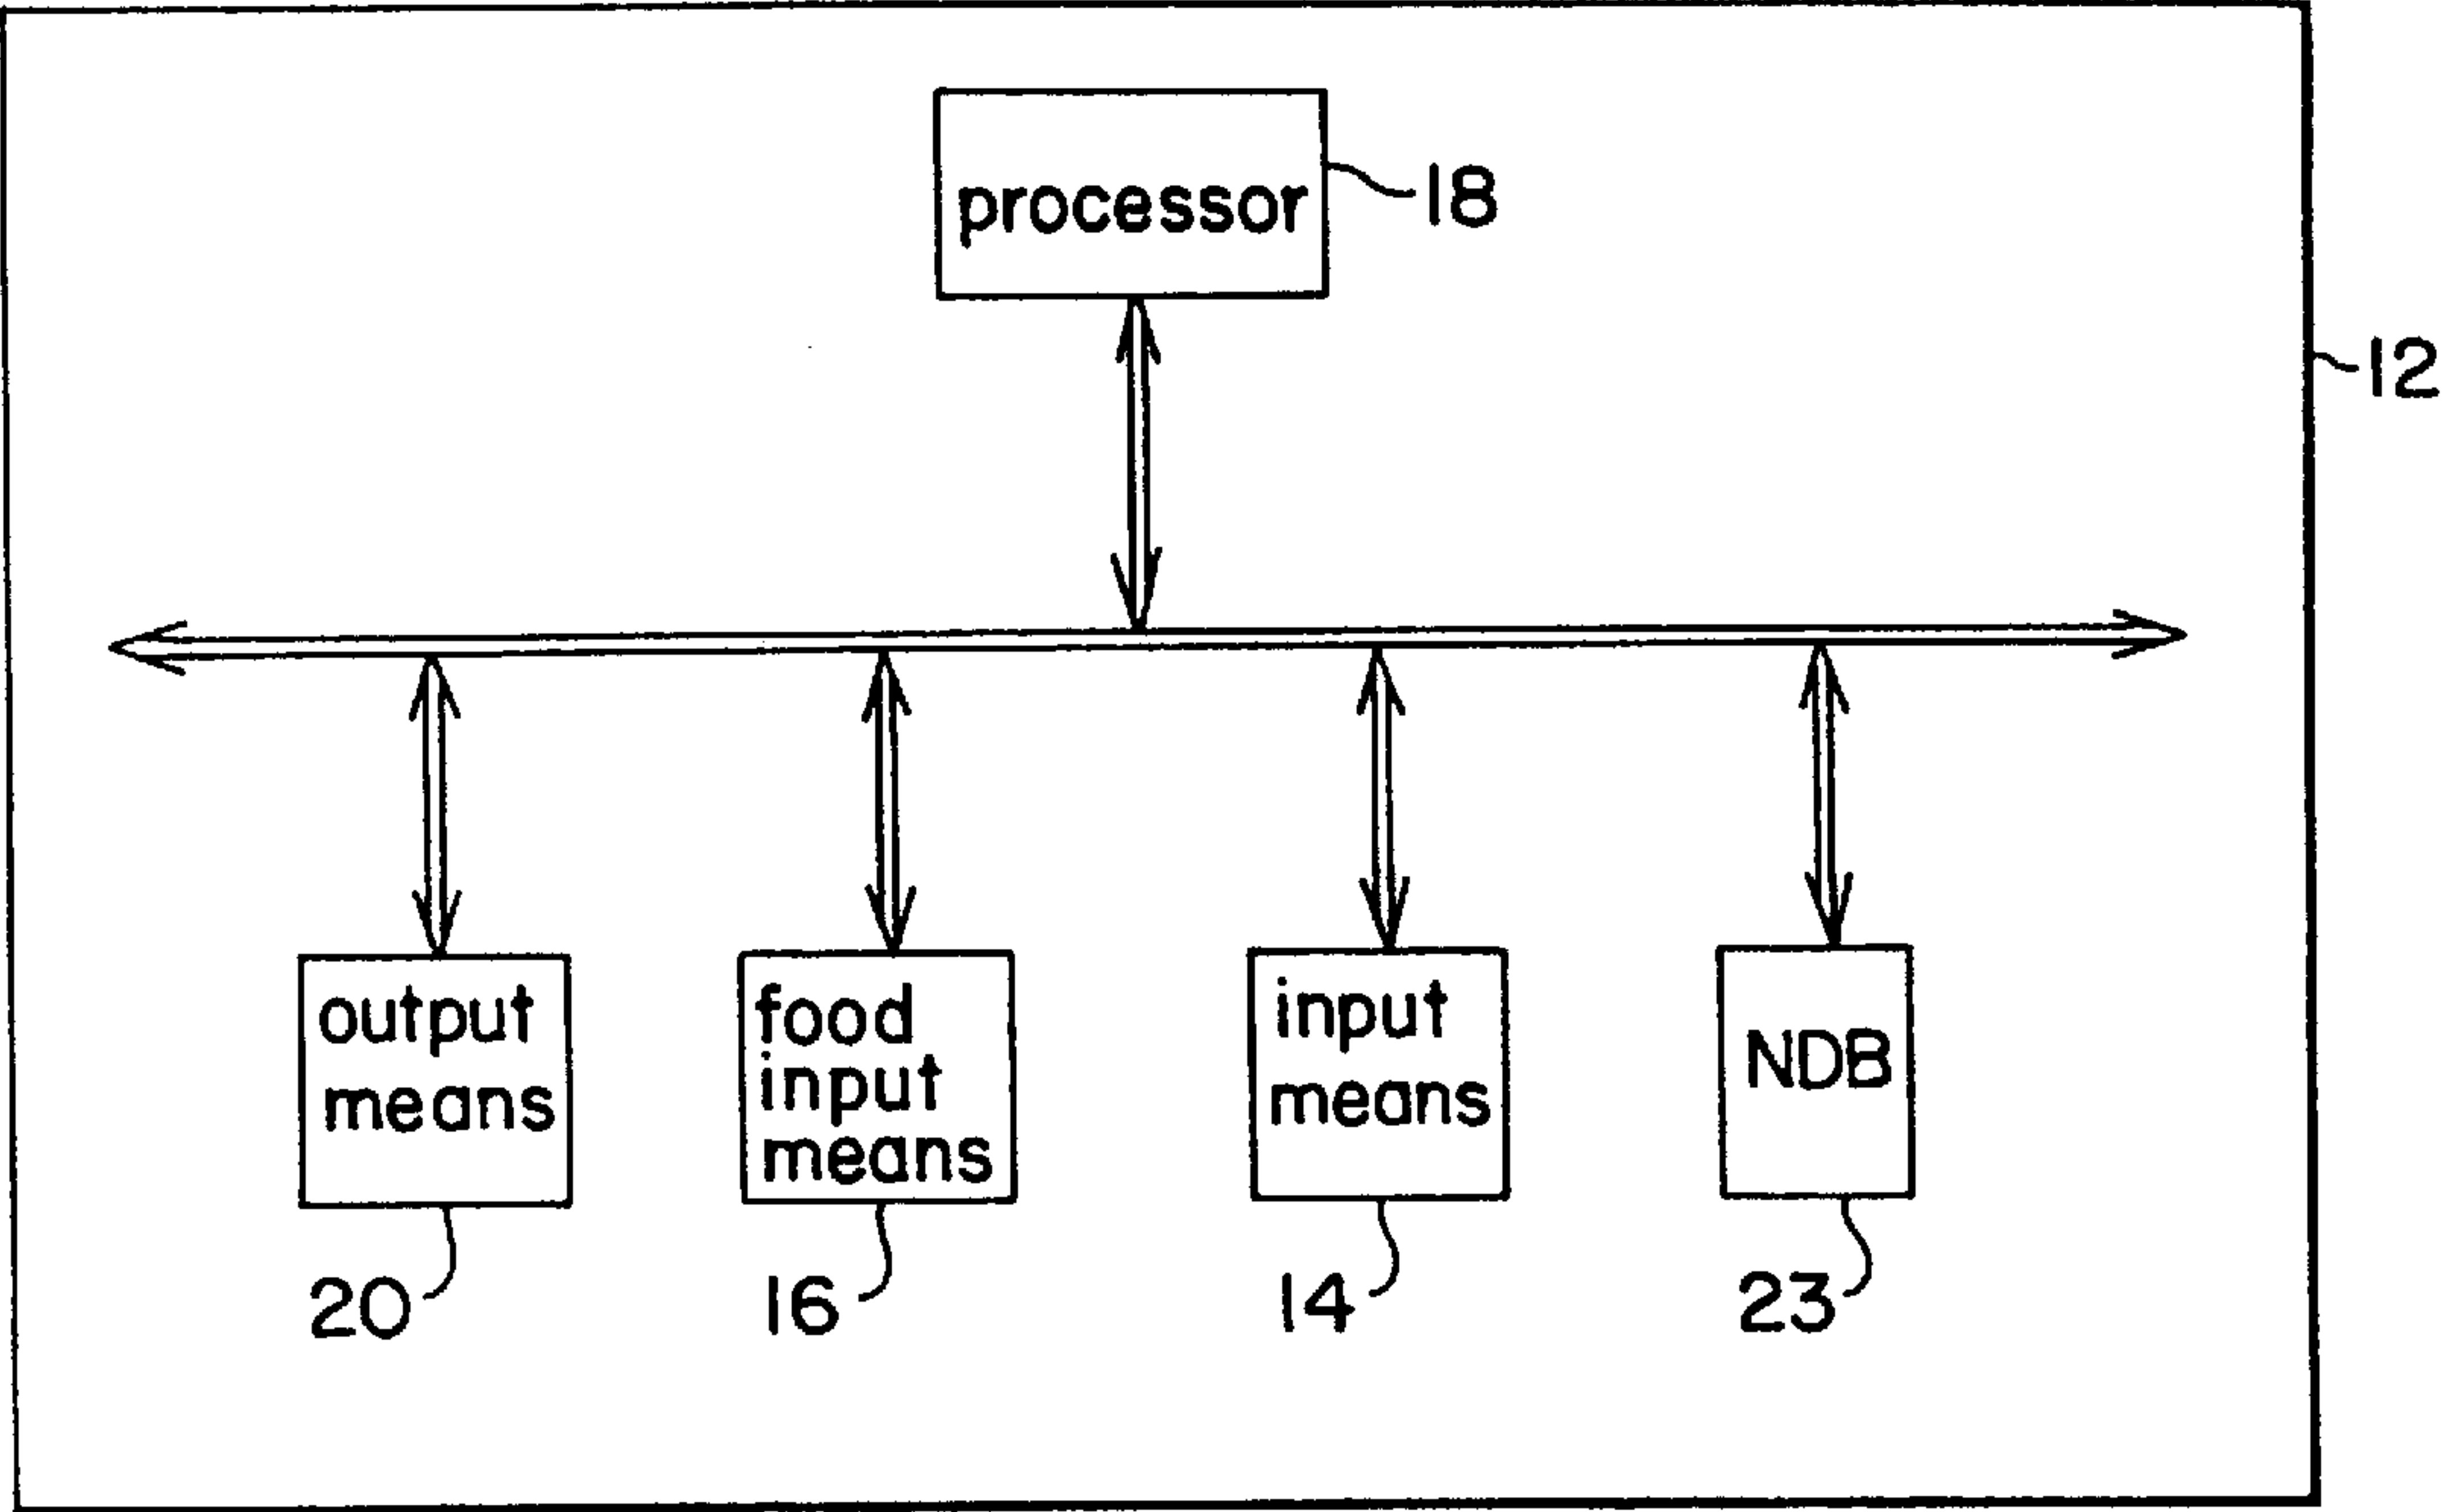 processor
18
12
output
means
food
input
means
input
means
NDB
20
16
14
23